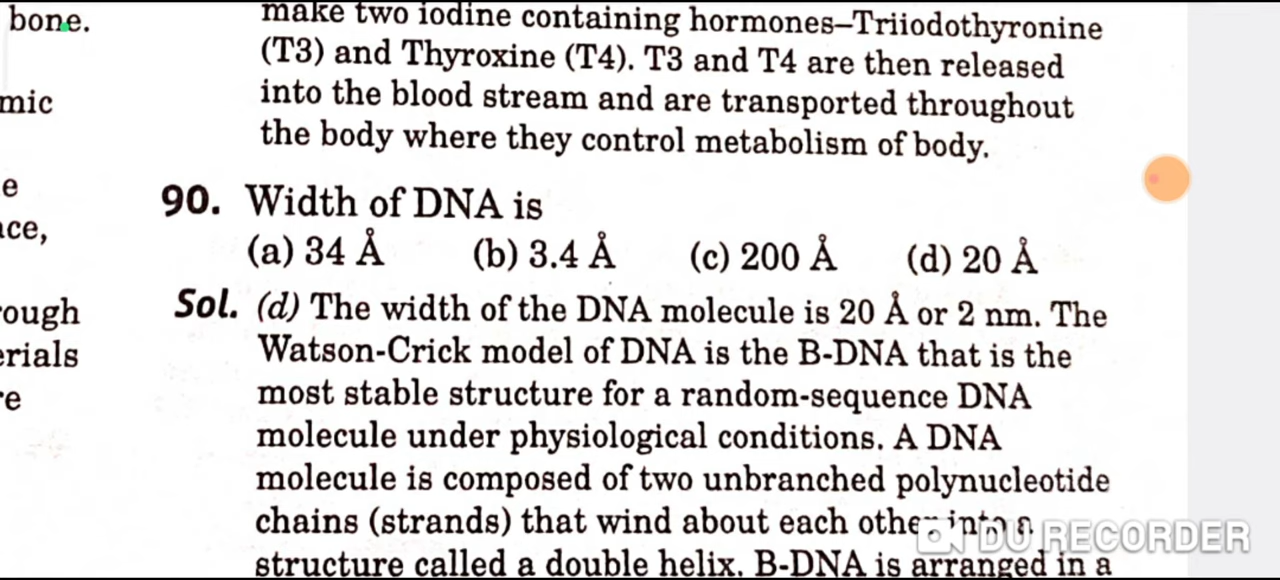 bone.
mic
e
ace,
rough
erials
re
make two iodine containing hormones–Triiodothyronine
(T3) and Thyroxine (T4). T3 and T4 are then released
into the blood stream and are transported throughout
the body where they control metabolism of body.
90. Width of DNA is
(a) 34 Å (b) 3.4 Å (c) 200 Å (d) 20 Å
Sol. (d) The width of the DNA molecule is 20 Å or 2 nm. The
Watson-Crick model of DNA is the B-DNA that is the
most stable structure for a random-sequence DNA
molecule under physiological conditions. A DNA
molecule is composed of two unbranched polynucleotide
chains (strands) that wind about each other into a
structure called a double helix. B-DNA is arranged in a
DU RECORDER